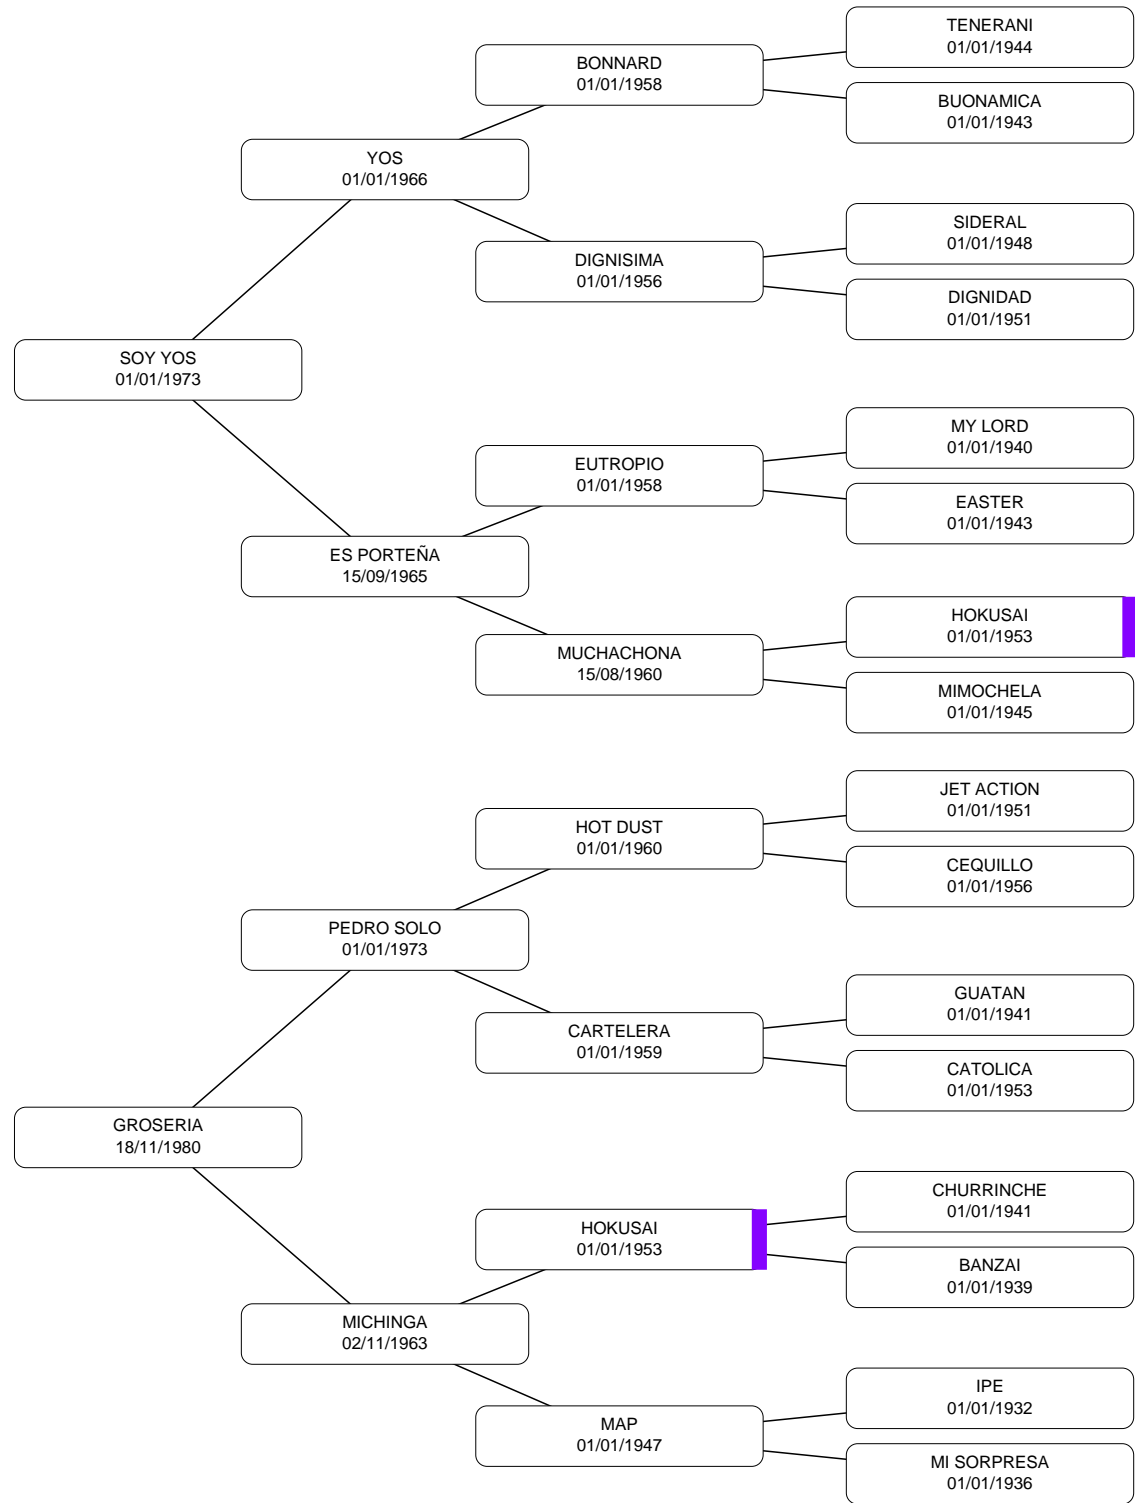 TENERANI
01/01/1944
BONNARD
01/01/1958
BUONAMICA
01/01/1943
YOS
01/01/1966
SIDERAL
01/01/1948
DIGNISIMA
01/01/1956
DIGNIDAD
01/01/1951
SOY YOS
01/01/1973
MY LORD
01/01/1940
EUTROPIO
01/01/1958
EASTER
01/01/1943
ES PORTEÑA
15/09/1965
HOKUSAI
01/01/1953
MUCHACHONA
15/08/1960
MIMOCHELA
01/01/1945
JET ACTION
01/01/1951
HOT DUST
01/01/1960
CEQUILLO
01/01/1956
PEDRO SOLO
01/01/1973
GUATAN
01/01/1941
CARTELERA
01/01/1959
CATOLICA
01/01/1953
GROSERIA
18/11/1980
CHURRINCHE
01/01/1941
HOKUSAI
01/01/1953
BANZAI
01/01/1939
MICHINGA
02/11/1963
IPE
01/01/1932
MAP
01/01/1947
MI SORPRESA
01/01/1936